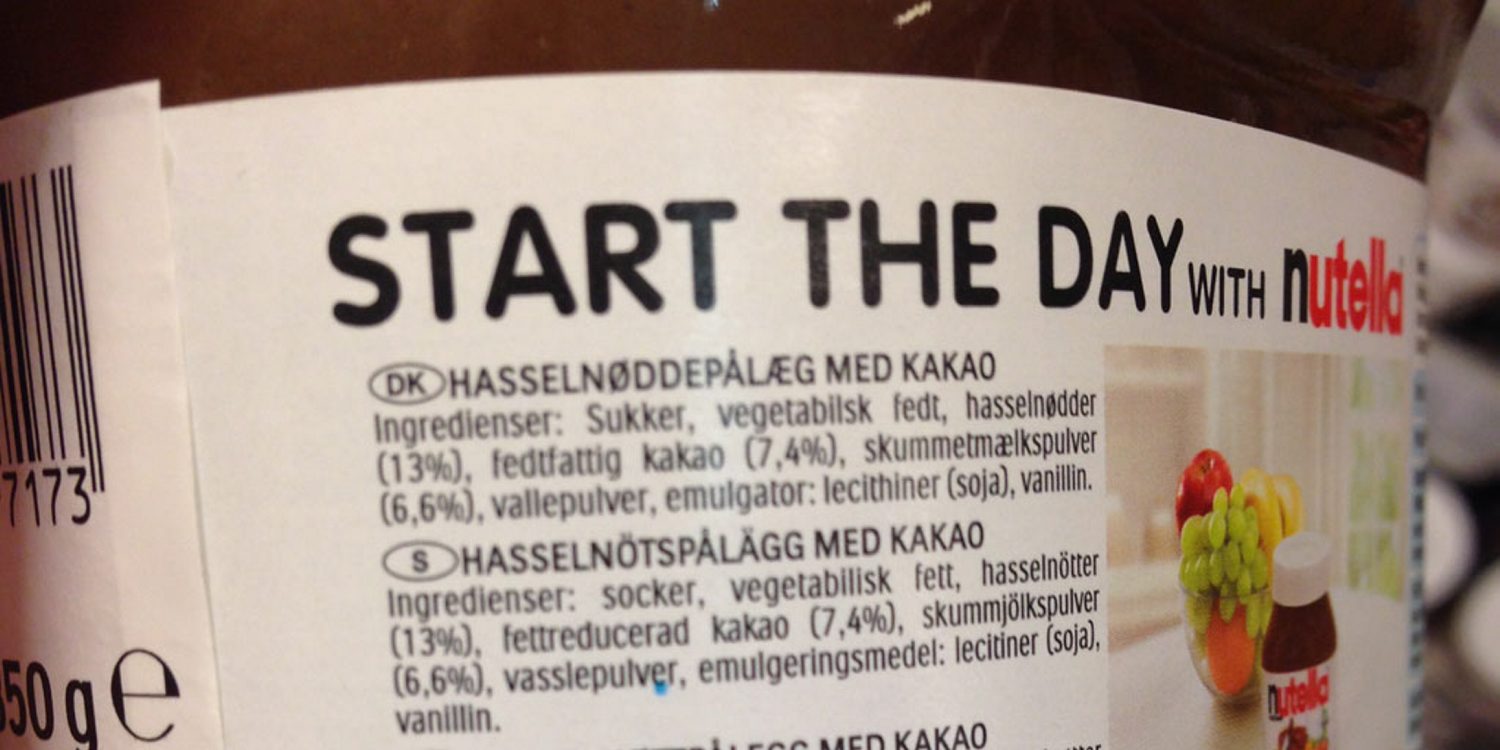 START THE DAY WITH nutella
DK HASSELNØDDEPÅLÆG MED KAKAO
Ingredienser: Sukker, vegetabilsk fedt, hasselnødder
(13%), fedtfattig kakao (7,4%), skummetmælkspulver
(6,6%), vallepulver, emulgator: lecithiner (soja), vanillin.
S HASSELNÖTSPÅLÄGG MED KAKAO
Ingredienser: socker, vegetabilisk fett, hasselnötter
(13%), fettreducerad kakao (7,4%), skummjölkspulver
(6,6%), vasslepulver, emulgeringsmedel: lecitiner (soja),
vanillin.
MED KAKAO
7173
50 g e
nutella